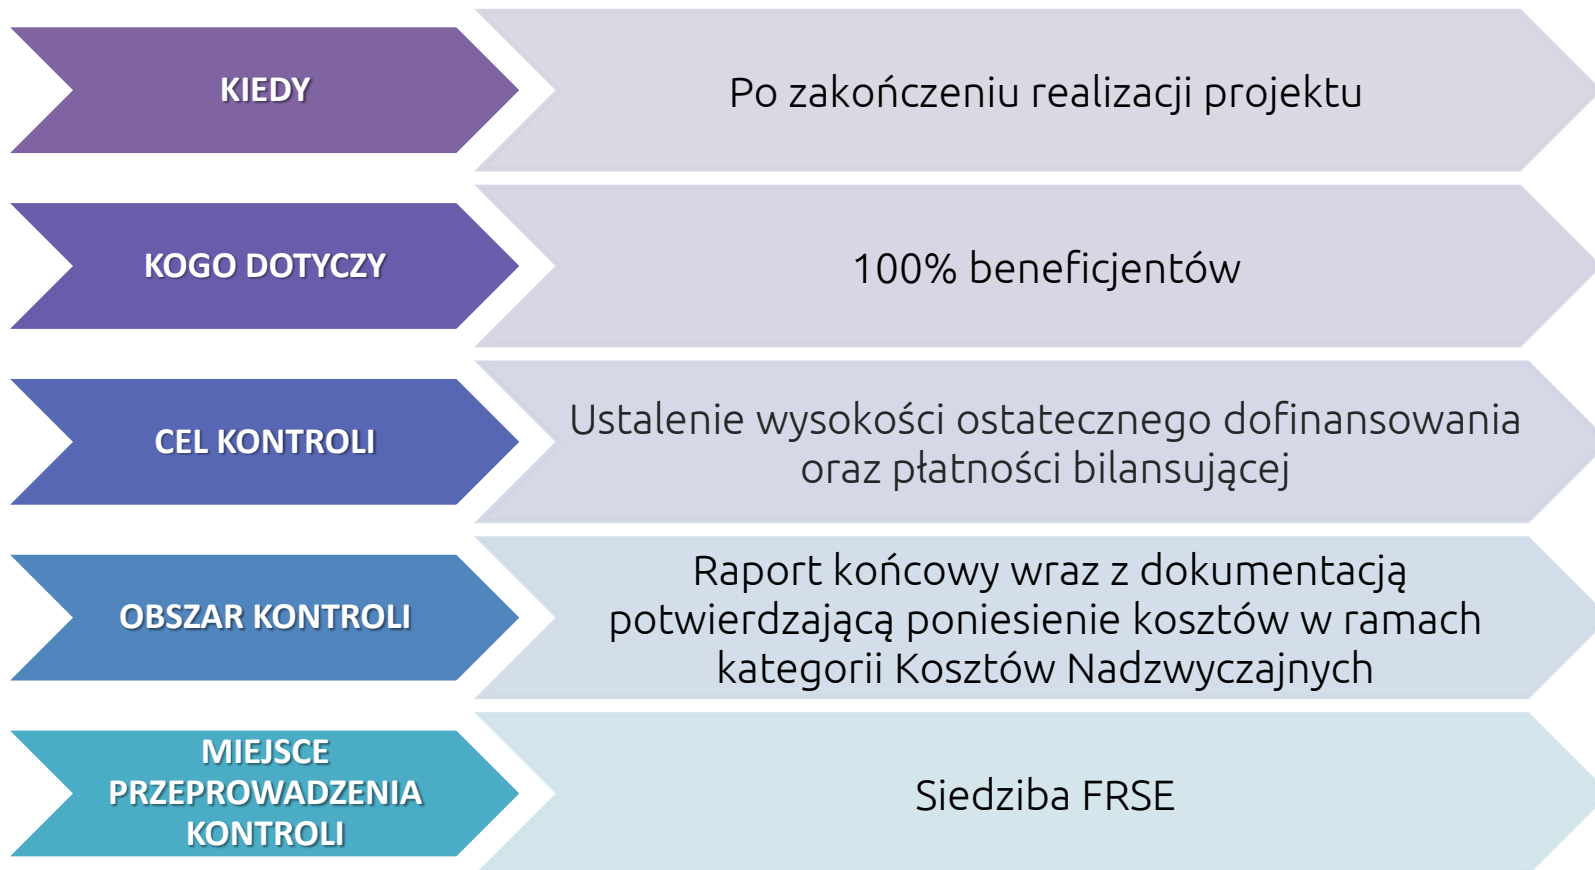 KIEDY
Po zakończeniu realizacji projektu
KOGO DOTYCZY
100% beneficjentów
CEL KONTROLI
Ustalenie wysokości ostatecznego dofinansowania
oraz płatności bilansującej
OBSZAR KONTROLI
Raport końcowy wraz z dokumentacją
potwierdzającą poniesienie kosztów w ramach
kategorii Kosztów Nadzwyczajnych
MIEJSCE
PRZEPROWADZENIA
KONTROLI
Siedziba FRSE